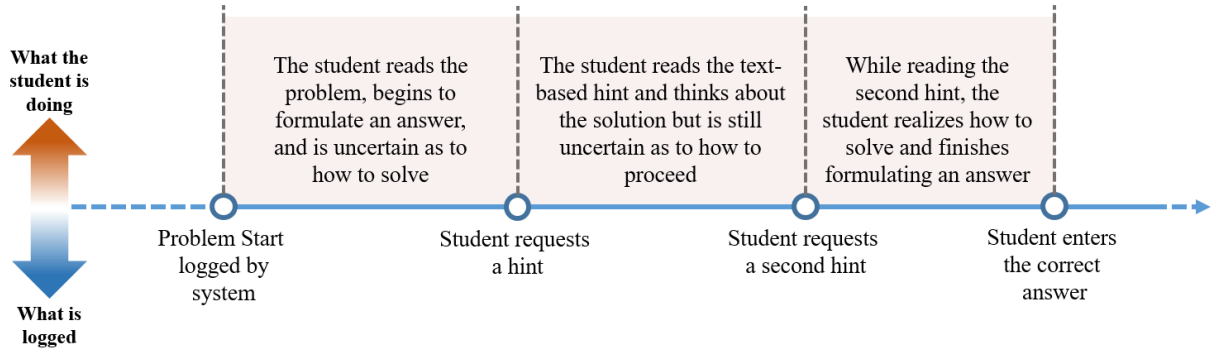 What the
student is
doing
The student reads the
problem, begins to
formulate an answer,
and is uncertain as to
how to solve
The student reads the text-
based hint and thinks about
the solution but is still
uncertain as to how to
proceed
While reading the
second hint, the
student realizes how to
solve and finishes
formulating an answer
Problem Start
logged by
system
Student requests
a hint
Student requests
a second hint
Student enters
the correct
answer
What is
logged